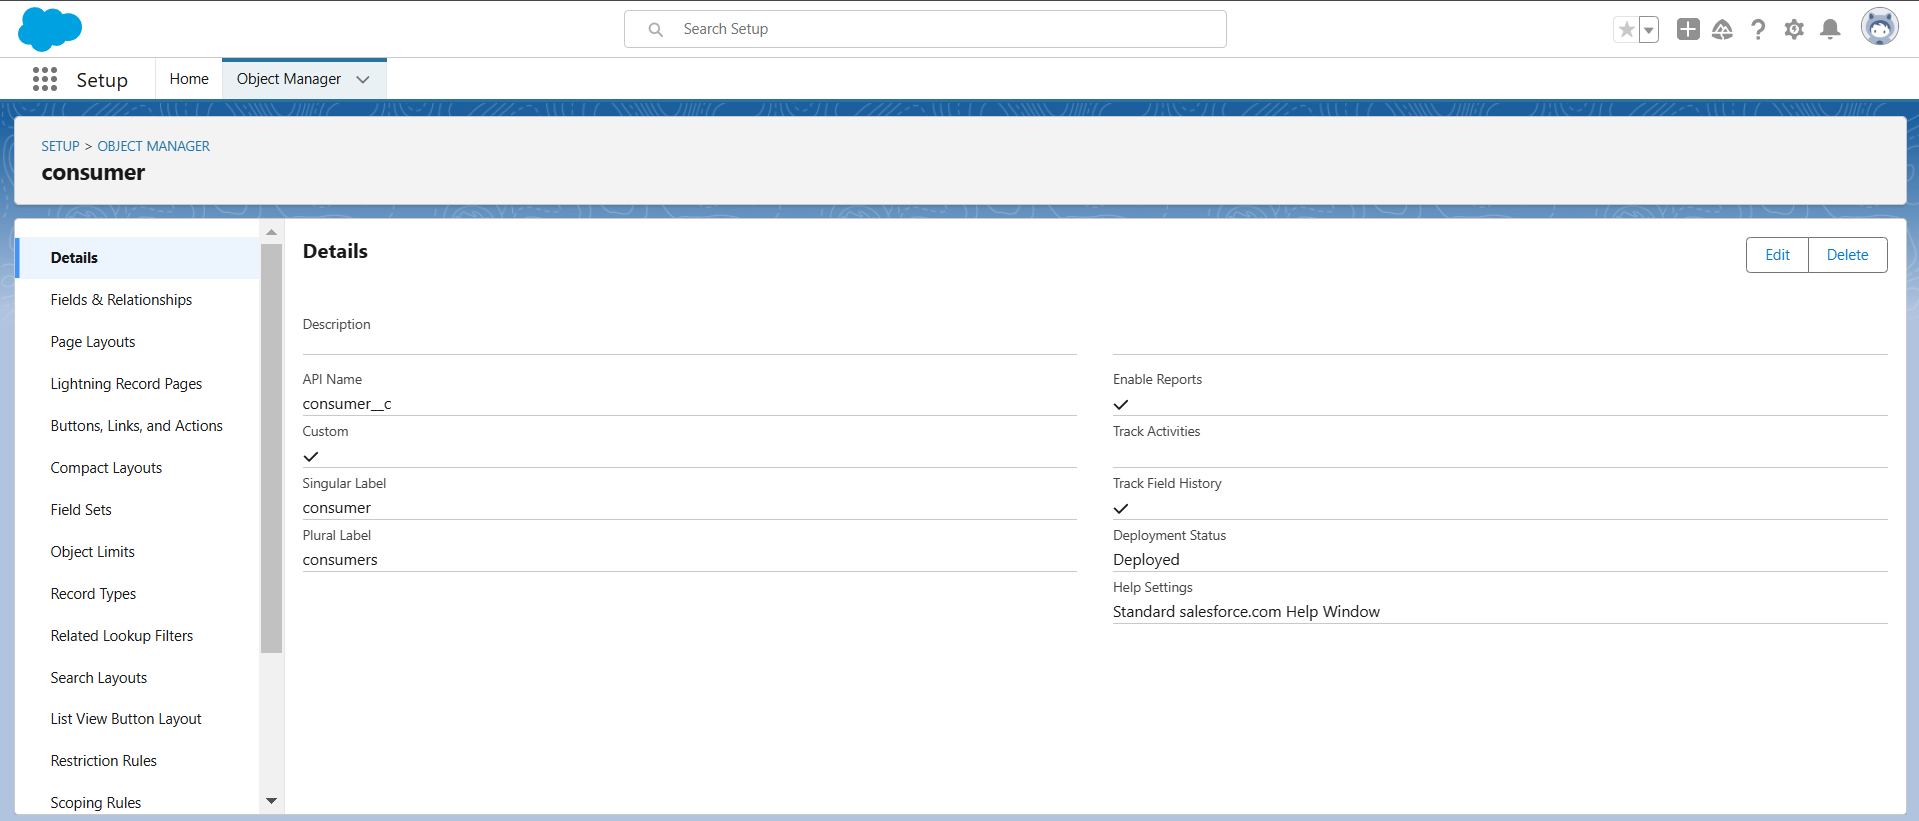 Search Setup
Setup
Home
Object Manager
SETUP > OBJECT MANAGER
consumer
Details
Fields & Relationships
Page Layouts
Lightning Record Pages
Buttons, Links, and Actions
Compact Layouts
Field Sets
Object Limits
Record Types
Related Lookup Filters
Search Layouts
List View Button Layout
Restriction Rules
Scoping Rules
Details
Edit
Delete
Description
API Name
consumer__c
Custom
Singular Label
consumer
Plural Label
consumers
Enable Reports
Track Activities
Track Field History
Deployment Status
Deployed
Help Settings
Standard salesforce.com Help Window